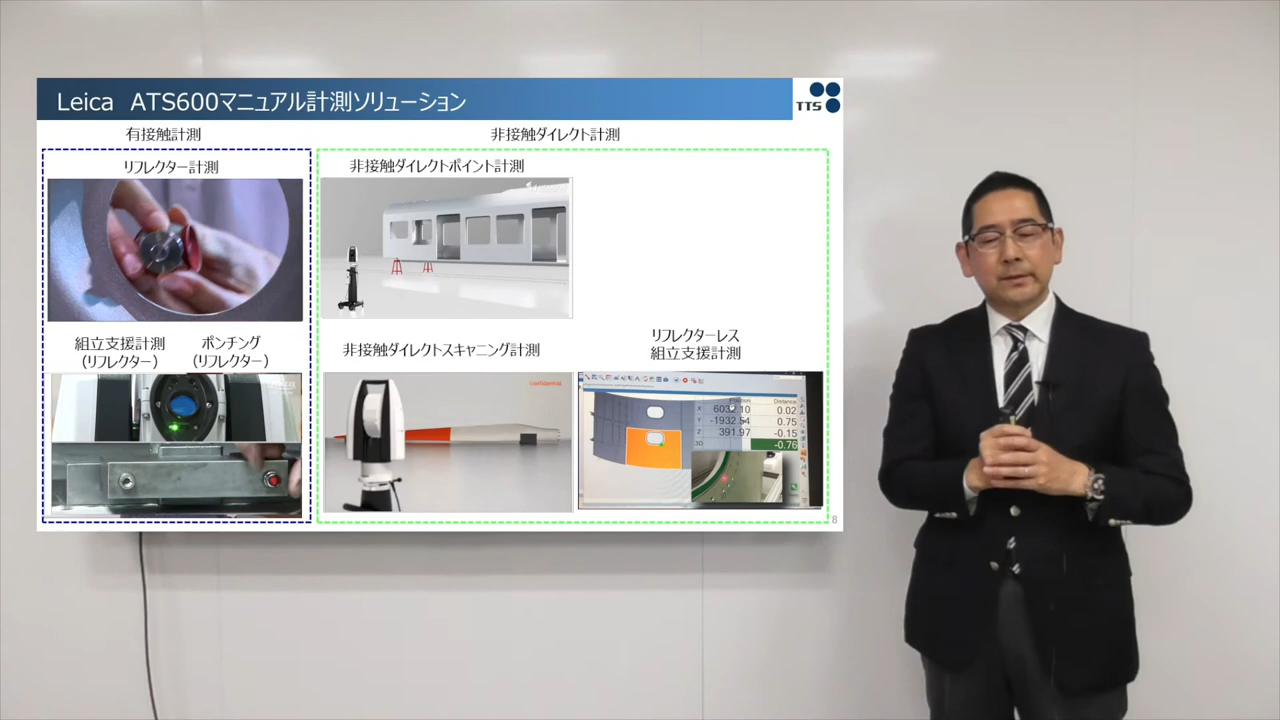 Leica ATS600マニュアル計測ソリューション
TTS
有接触計測
非接触ダイレクト計測
リフレクター計測
非接触ダイレクトポイント計測
組立支援計測
(リフレクター)
ポンチング
(リフレクター)
非接触ダイレクトスキャニング計測
リフレクターレス
組立支援計測
confidential
Position
Distance
X 6032.10 0.02
Y -1932.54 0.75
Z 391.97 -0.15
3D -0.76
8